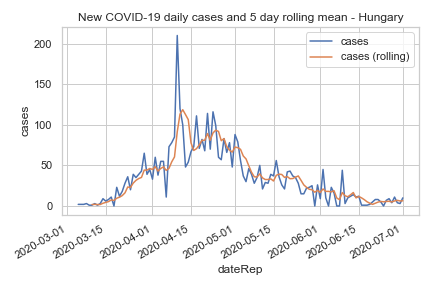 New COVID-19 daily cases and 5 day rolling mean - Hungary
cases
cases (rolling)
cases
200
150
100
50
0
2020-03-01
2020-03-15
2020-04-01
2020-04-15
2020-05-01
2020-05-15
2020-06-01
2020-06-15
2020-07-01
dateRep